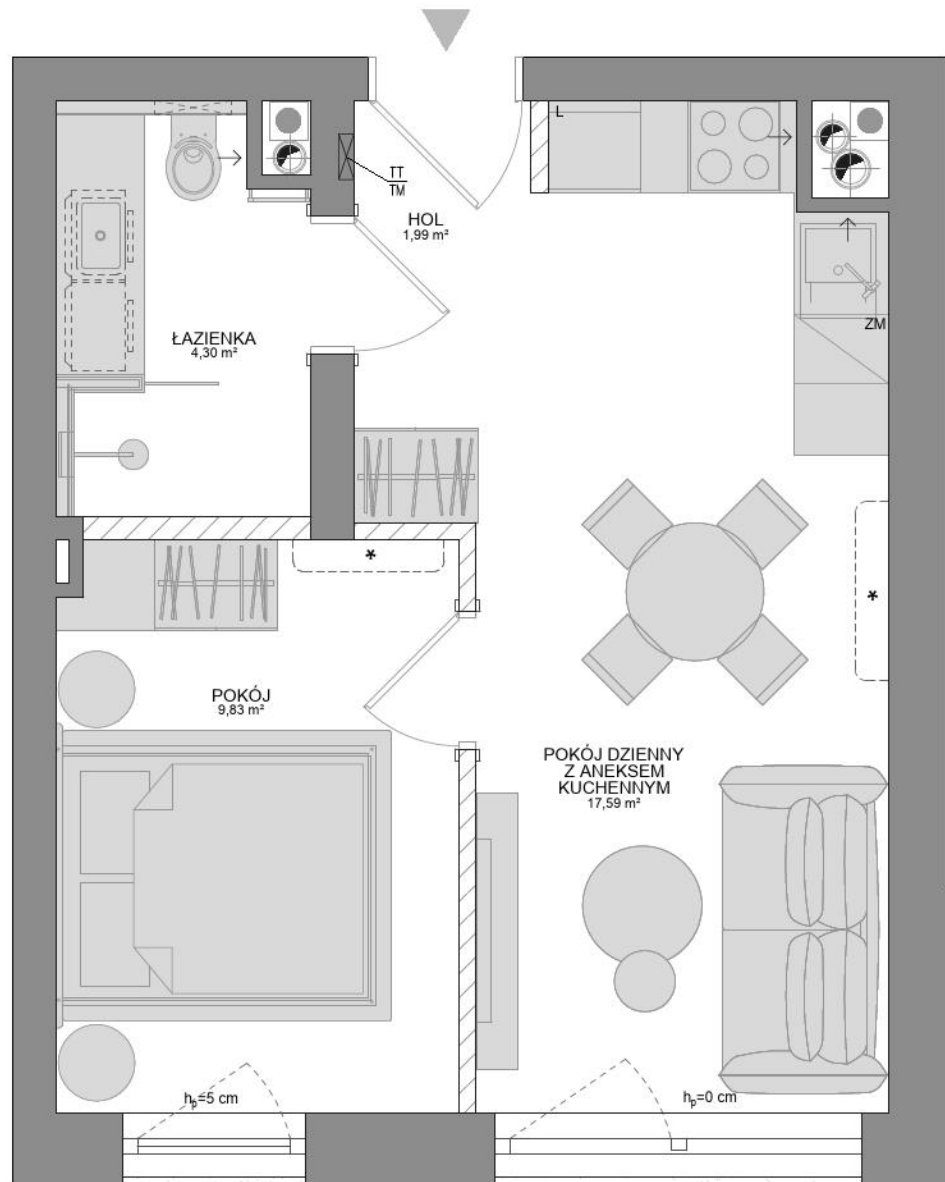 L
TT
TM
HOL
1,99 m²
ŁAZIENKA
4,30 m²
ZM
*
*
POKÓJ
9,83 m²
POKÓJ DZIENNY
Z ANEKSEM
KUCHENNYM
17,59 m²
hp=5 cm
hp=0 cm